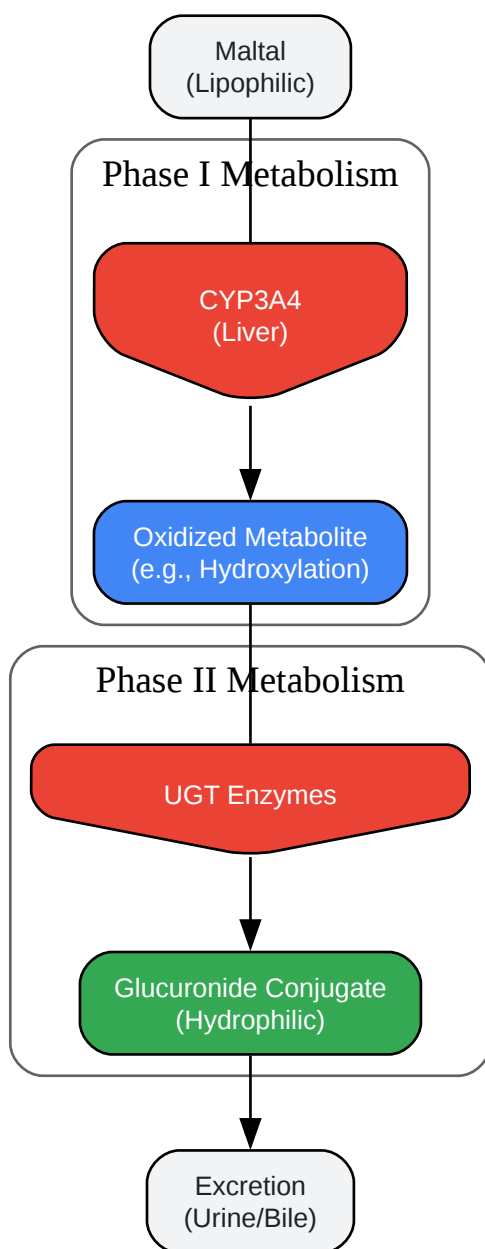 Maltal
(Lipophilic)
Phase I Metabolism
CYP3A4
(Liver)
Oxidized Metabolite
(e.g., Hydroxylation)
Phase II Metabolism
UGT Enzymes
Glucuronide Conjugate
(Hydrophilic)
Excretion
(Urine/Bile)